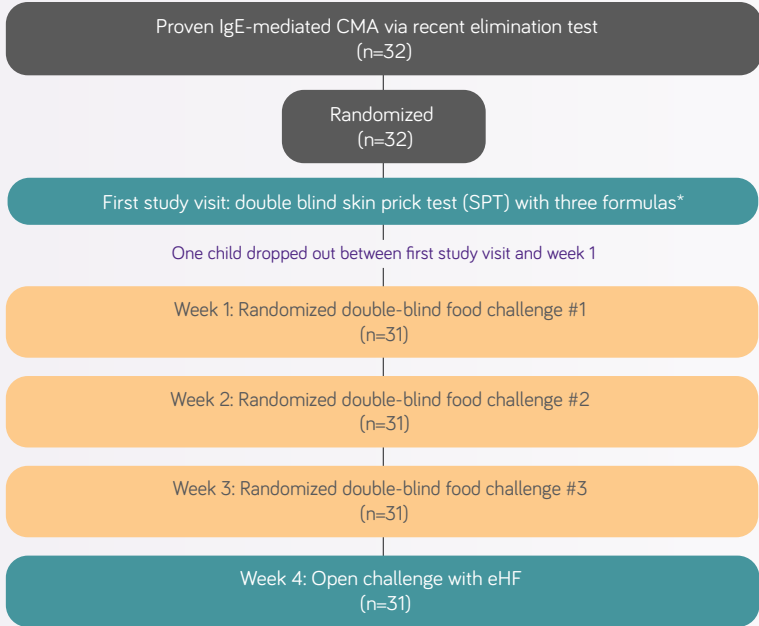 Proven IgE-mediated CMA via recent elimination test
(n=32)
Randomized
(n=32)
First study visit: double blind skin prick test (SPT) with three formulas*
One child dropped out between first study visit and week 1
Week 1: Randomized double-blind food challenge #1
(n=31)
Week 2: Randomized double-blind food challenge #2
(n=31)
Week 3: Randomized double-blind food challenge #3
(n=31)
Week 4: Open challenge with eHF
(n=31)